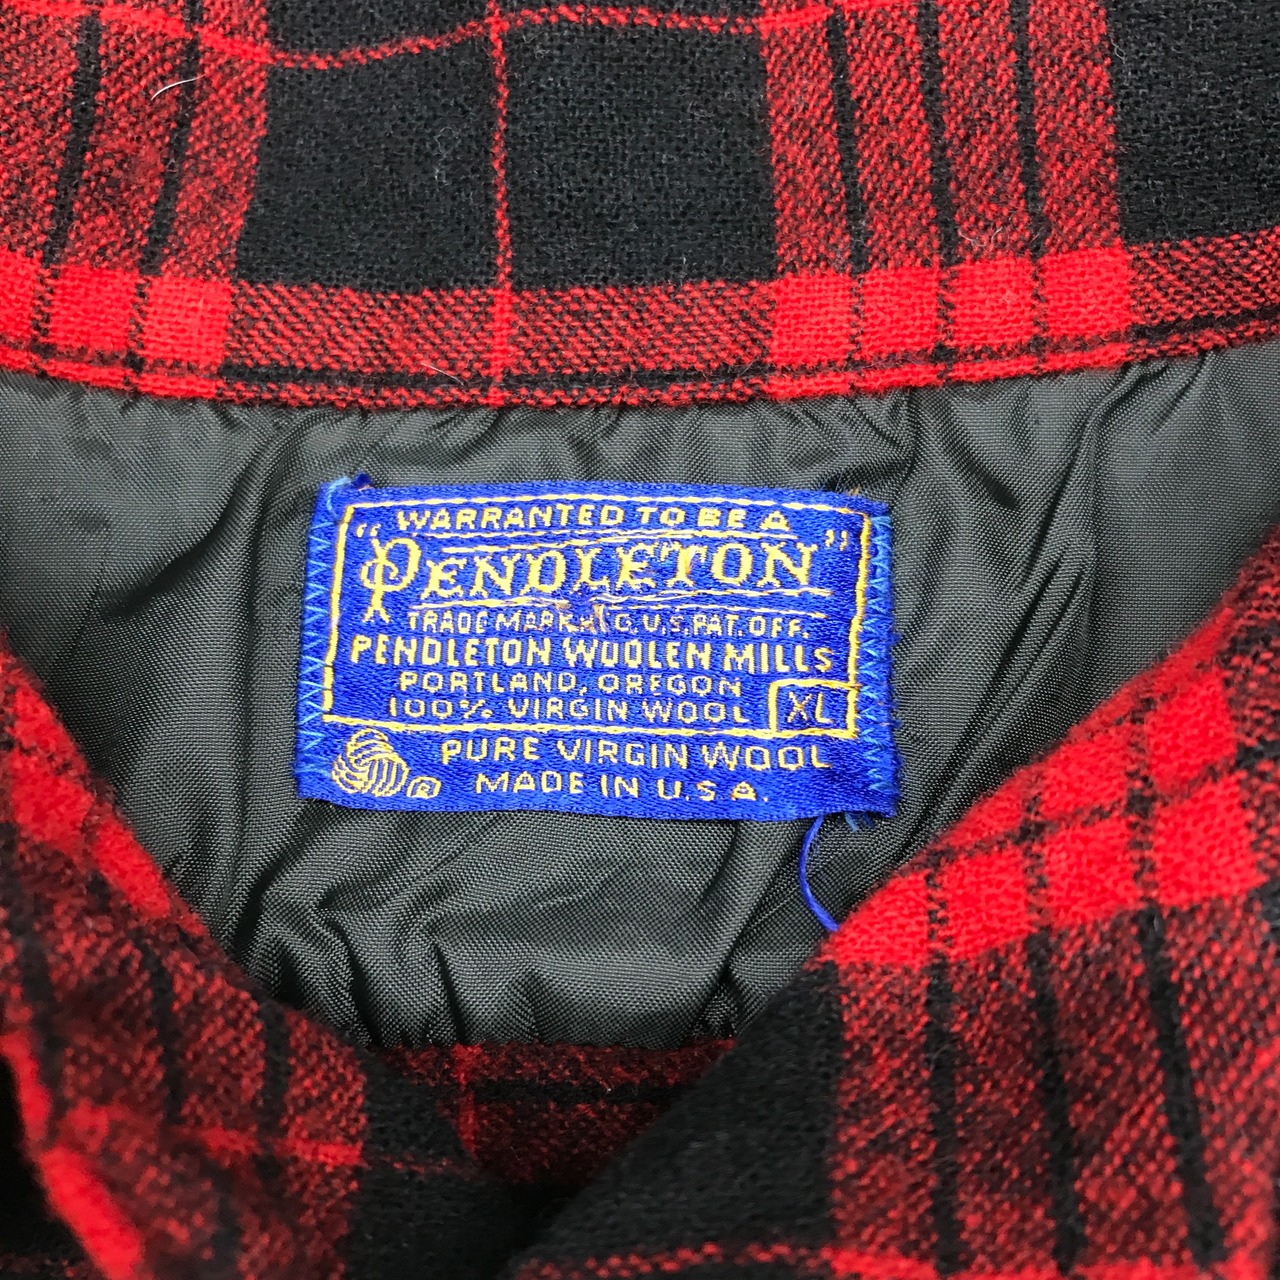 WARRANTED TO BE A
"PENDLETON"
TRADE MARK U.S. PAT. OFF.
PENDLETON WOOLEN MILLS
PORTLAND, OREGON
100% VIRGIN WOOL XL
PURE VIRGIN WOOL
® MADE IN U.S.A.